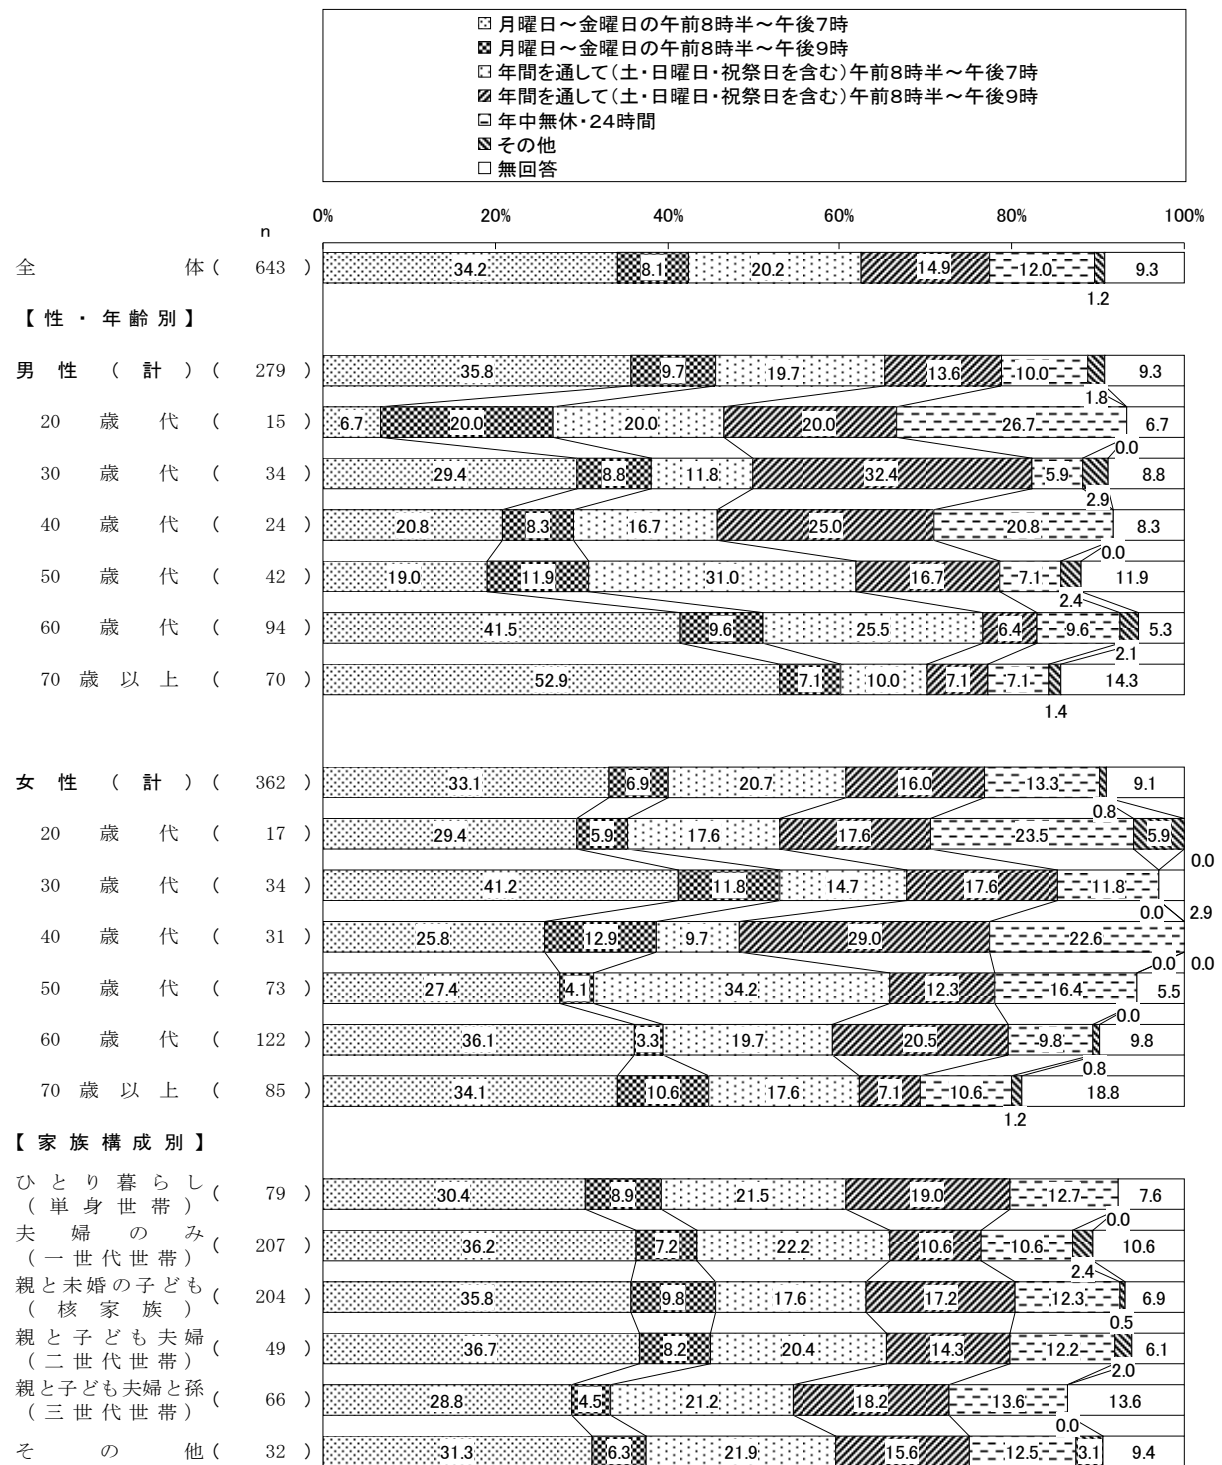 月曜日～金曜日の午前8時半～午後7時
月曜日～金曜日の午前8時半～午後9時
年間を通して（土・日曜日・祝祭日を含む）午前8時半～午後7時
年間を通して（土・日曜日・祝祭日を含む）午前8時半～午後9時
年中無休・24時間
その他
無回答
0% 20% 40% 60% 80% 100%
n
全体 ( 643 ) 34.2 8.1 20.2 14.9 12.0 9.3
1.2
【性・年齢別】
男性（計） ( 279 ) 35.8 9.7 19.7 13.6 10.0 9.3
1.8
20歳代 ( 15 ) 6.7 20.0 20.0 20.0 26.7 6.7
0.0
30歳代 ( 34 ) 29.4 8.8 11.8 32.4 5.9 8.8
2.9
40歳代 ( 24 ) 20.8 8.3 16.7 25.0 20.8 8.3
0.0
50歳代 ( 42 ) 19.0 11.9 31.0 16.7 7.1 11.9
2.4
60歳代 ( 94 ) 41.5 9.6 25.5 6.4 9.6 5.3
2.1
70歳以上 ( 70 ) 52.9 7.1 10.0 7.1 7.1 14.3
1.4
女性（計） ( 362 ) 33.1 6.9 20.7 16.0 13.3 9.1
0.8
20歳代 ( 17 ) 29.4 5.9 17.6 17.6 23.5 5.9
0.0
30歳代 ( 34 ) 41.2 11.8 14.7 17.6 11.8
0.0 2.9
40歳代 ( 31 ) 25.8 12.9 9.7 29.0 22.6
0.0 0.0
50歳代 ( 73 ) 27.4 4.1 34.2 12.3 16.4 5.5
0.0
60歳代 ( 122 ) 36.1 3.3 19.7 20.5 9.8 9.8
0.8
70歳以上 ( 85 ) 34.1 10.6 17.6 7.1 10.6 18.8
1.2
【家族構成別】
ひとり暮らし
（単身世帯） ( 79 ) 30.4 8.9 21.5 19.0 12.7 7.6
0.0
夫婦のみ
（一世代世帯） ( 207 ) 36.2 7.2 22.2 10.6 10.6 10.6
2.4
親と未婚の子ども
（核家族） ( 204 ) 35.8 9.8 17.6 17.2 12.3 6.9
0.5
親と子ども夫婦
（二世代世帯） ( 49 ) 36.7 8.2 20.4 14.3 12.2 6.1
2.0
親と子ども夫婦と孫
（三世代世帯） ( 66 ) 28.8 4.5 21.2 18.2 13.6 13.6
0.0
その他 ( 32 ) 31.3 6.3 21.9 15.6 12.5 3.1 9.4